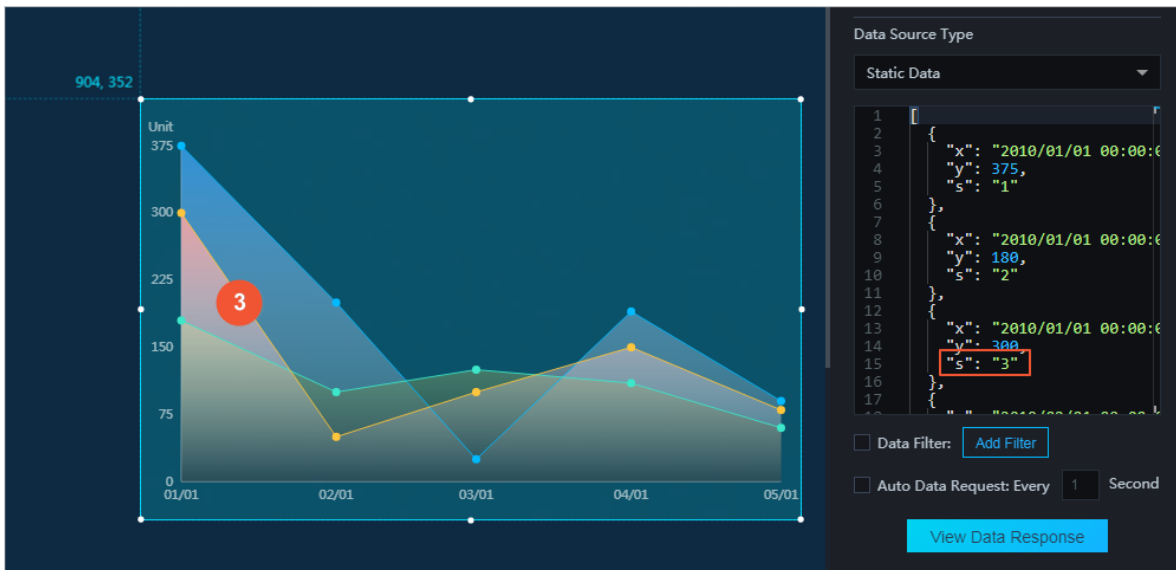 904, 352
Unit
375
300
225
150
75
0
01/01
02/01
03/01
04/01
05/01
3
Data Source Type
Static Data
1 [
2 {
3 "x": "2010/01/01 00:00:0
4 "y": 375,
5 "s": "1"
6 },
7 {
8 "x": "2010/01/01 00:00:0
9 "y": 180,
10 "s": "2"
11 },
12 {
13 "x": "2010/01/01 00:00:0
14 "y": 300,
15 "s": "3"
16 },
17 {
Data Filter: Add Filter
Auto Data Request: Every 1 Second
View Data Response